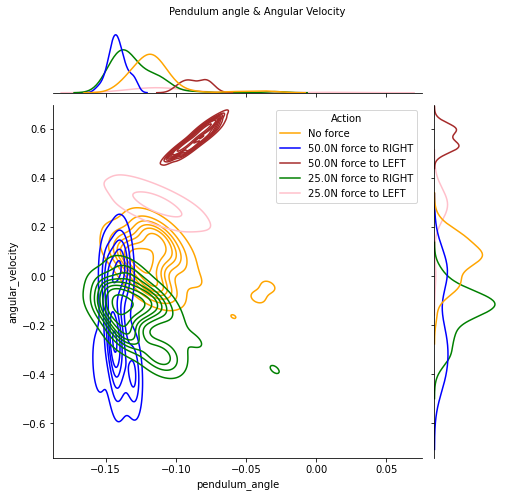 Pendulum angle & Angular Velocity
Action
No force
50.0N force to RIGHT
50.0N force to LEFT
25.0N force to RIGHT
25.0N force to LEFT
0.6
0.4
0.2
0.0
−0.2
−0.4
−0.6
angular_velocity
−0.15
−0.10
−0.05
0.00
0.05
pendulum_angle